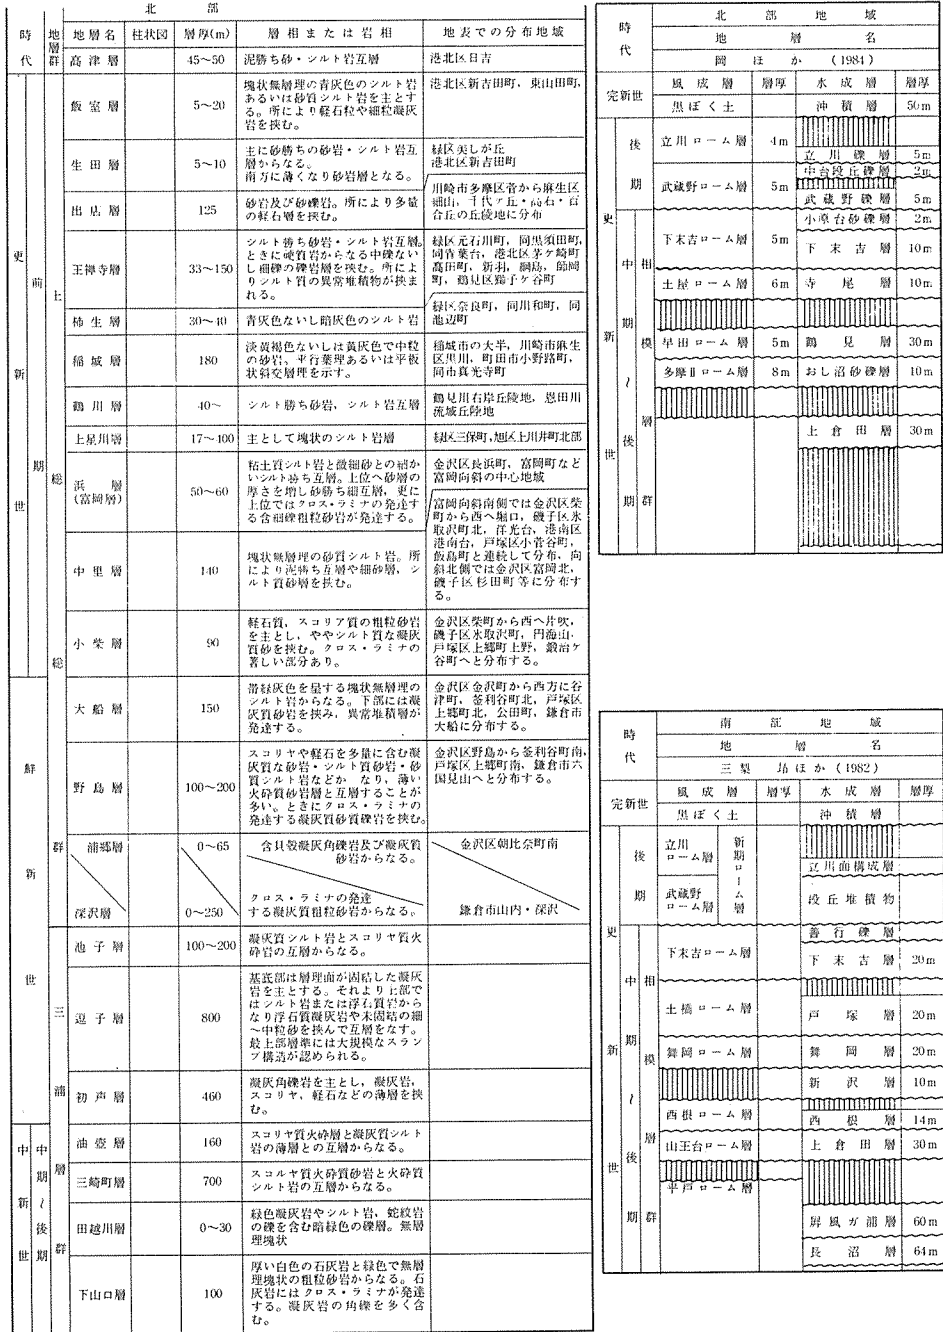 北部
時代
地層群
地層名 柱状図 層厚(m) 層相または岩相 地表での分布地域
高津層 45～50 泥勝ち砂・シルト岩互層 港北区日吉
更新世
前期
上総層群
飯室層 5～20
塊状無層理の青灰色のシルト岩
あるいは砂質シルト岩を主とす
る。所により軽石粒や細粒凝灰
岩を挟む。
港北区新吉田町，東山田町，
生田層 5～10
主に砂勝ちの砂岩・シルト岩互
層からなる。
南方に薄くなり砂岩層となる。
緑区美しが丘
港北区新吉田町
出店層 125
砂岩及び砂礫岩。所により多量
の軽石層を挟む。
川崎市多摩区菅から麻生区
細山，千代ヶ丘・高石・百
合丘の丘陵地に分布
王禅寺層 33～150
シルト勝ち砂岩・シルト岩互層。
ときに硬質岩からなる中礫ない
し細礫の礫岩層を挟む。所によ
りシルト質の異常堆積物が挟ま
れる。
緑区元石川町，同黒須田町，
同青葉台，港北区茅ケ崎町
高田町，新羽，綱島，師岡
町，鶴見区獅子ケ谷町
柿生層 30～40 青灰色ないし暗灰色のシルト岩
緑区奈良町，同川和町，同
池辺町
稲城層 180
淡黄褐色ないしは黄灰色で中粒
の砂岩，平行葉理あるいは平板
状斜交層理を示す。
稲城市の大半，川崎市麻生
区黒川，町田市小野路町，
同市真光寺町
鶴川層 40～ シルト勝ち砂岩，シルト岩互層
鶴見川右岸丘陵地，恩田川
流域丘陵地
上星川層 17～100 主として塊状のシルト岩層 緑区三保町，旭区上川井町北部
浜層
(富岡層) 50～60
粘土質シルト岩と微細砂との細か
いシルト勝ち互層。上位へ砂層の
厚さを増し砂勝ち細互層，更に
上位ではクロス・ラミナの発達す
る含細礫粗粒砂岩が発達する。
金沢区長浜町，富岡町など
富岡向斜の中心地域
中里層 140
塊状無層理の砂質シルト岩。所
により泥勝ち互層や細砂層，シ
ルト質砂層を挟む。
富岡向斜南側では金沢区柴
町から西へ堀口，磯子区氷
取沢町北，洋光台，港南区
港南台，戸塚区小菅谷町，
飯島町と連続して分布，向
斜北側では金沢区富岡北，
磯子区杉田町等に分布す
る。
小柴層 90
軽石質，スコリア質の粗粒砂岩
を主とし，ややシルト質な凝灰
質砂を挟む。クロス・ラミナの
著しい部分あり。
金沢区柴町から西へ片吹，
磯子区氷取沢町，円海山，
戸塚区上郷町上野，鍛冶ケ
谷町へと分布する。
鮮新世
大船層 150
帯緑灰色を呈する塊状無層理の
シルト岩からなる。下部には凝
灰質砂岩を挟み，異常堆積層が
発達する。
金沢区金沢町から西方に谷
津町，釜利谷町北，戸塚区
上郷町北，公田町，鎌倉市
大船に分布する。
野島層 100～200
スコリヤや軽石を多量に含む凝
灰質な砂岩・シルト質砂岩・砂
質シルト岩などか なり，薄い
火砕質砂岩層と互層することが
多い。ときにクロス・ラミナの
発達する凝灰質砂質礫岩を挟む。
金沢区野島から釜利谷町南，
戸塚区上郷町南，鎌倉市六
国見山へと分布する。
浦郷層 0～65
含貝殻凝灰角礫岩及び凝灰質
砂岩からなる。
金沢区朝比奈町南
深沢層 0～250
クロス・ラミナの発達
する凝灰質粗粒砂岩からなる。
鎌倉市山内・深沢
三浦層群
池子層 100～200
凝灰質シルト岩とスコリヤ質火
砕岩の互層からなる。
逗子層 800
基底部は層理面が固結した凝灰
岩を主とする。それより上部で
はシルト岩または浮石質岩から
なり浮石質凝灰岩や未固結の細
～中粒砂を挟んで互層をなす。
最上部層準には大規模なスラン
プ構造が認められる。
初声層 460
凝灰角礫岩を主とし，凝灰岩，
スコリヤ，軽石などの薄層を挟
む。
中新世
中期～後期
油壺層 160
スコリヤ質火砕層と凝灰質シルト
岩の薄層との互層からなる。
三崎町層 700
スコルヤ質火砕質砂岩と火砕質
シルト岩の互層からなる。
田越川層 0～30
緑色凝灰岩やシルト岩，蛇紋岩
の礫を含む暗緑色の礫層。無層
理塊状
下山口層 100
厚い白色の石灰岩と緑色で無層
理塊状の粗粒砂岩からなる。石
灰岩にはクロス・ラミナが発達
する。凝灰岩の角礫を多く含
む。
時代
北部地域
地層名
岡ほか（1984）
風成層 層厚 水成層 層厚
完新世 黒ぼく土 沖積層 50m
更新世
後期
立川ローム層 4m
立川礫層 5m
中台段丘礫層 2m
武蔵野ローム層 5m
武蔵野礫層 5m
小原台砂礫層 2m
中期～後期
相模層群
下末吉ローム層 5m 下末吉層 10m
土屋ローム層 6m 寺尾層 10m
早田ローム層 5m 鶴見層 30m
多摩Ⅱローム層 8m おし沼砂礫層 10m
上倉田層 30m
時代
南部地域
地層名
三梨 昂ほか（1982）
風成層 層厚 水成層 層厚
完新世 黒ぼく土 沖積層
更新世
後期
立川
ローム層
武蔵野
ローム層
新期ローム層
立川面構成層
段丘堆積物
善行礫層
中期～後期
相模層群
下末吉ローム層 下末吉層 20m
土橋ローム層 戸塚層 20m
舞岡ローム層 舞岡層 20m
新沢層 10m
西根ローム層 西根層 14m
山王台ローム層 上倉田層 30m
平戸ローム層
屏風ガ浦層 60m
長沼層 64m